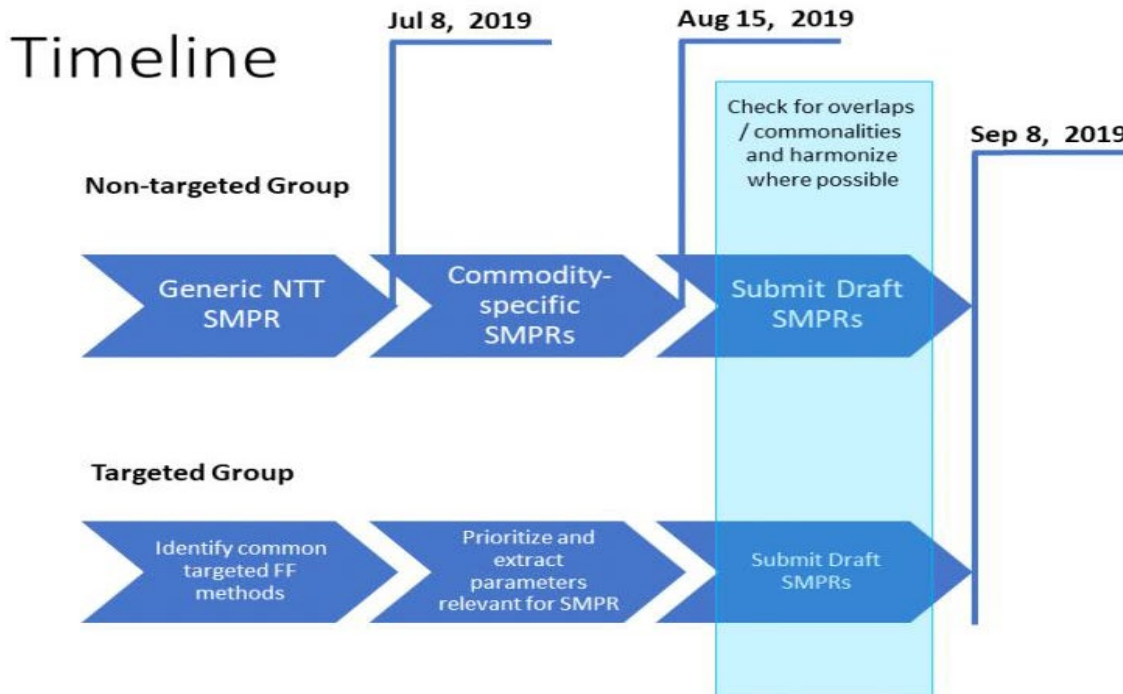 Timeline
Jul 8, 2019
Aug 15, 2019
Check for overlaps
/ commonalities
and harmonize
where possible
Sep 8, 2019
Non-targeted Group
Generic NTT
SMPR
Commodity-
specific
SMPRs
Submit Draft
SMPRs
Targeted Group
Identify common
targeted FF
methods
Prioritize and
extract
parameters
relevant for SMPR
Submit Draft
SMPRs